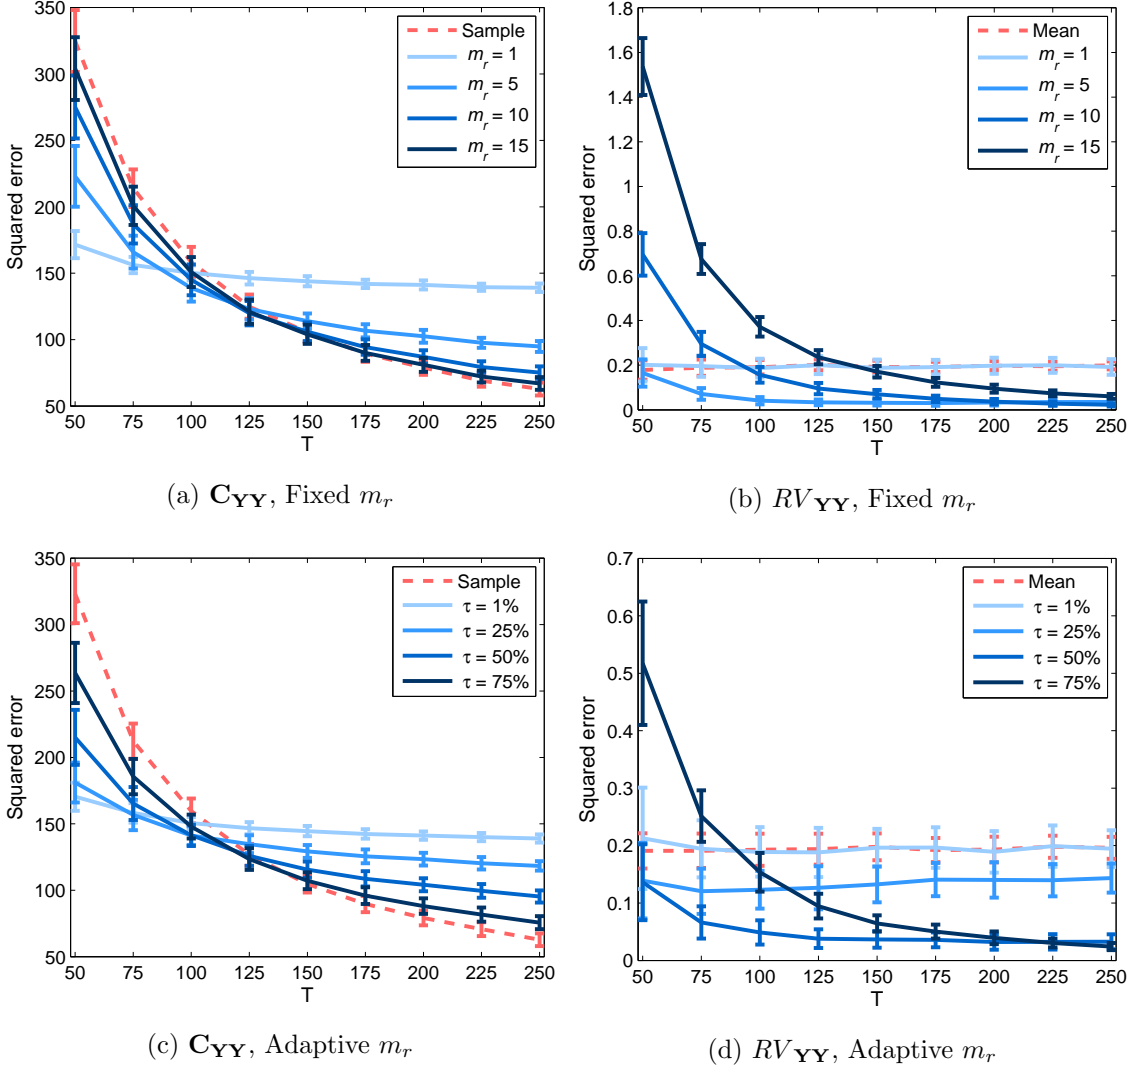 350
300
250
200
150
100
50
Squared error
50 75 100 125 150 175 200 225 250
T
Sample
m_r = 1
m_r = 5
m_r = 10
m_r = 15
(a) C_YY, Fixed m_r
1.8
1.6
1.4
1.2
1
0.8
0.6
0.4
0.2
0
Squared error
50 75 100 125 150 175 200 225 250
T
Mean
m_r = 1
m_r = 5
m_r = 10
m_r = 15
(b) RV_YY, Fixed m_r
350
300
250
200
150
100
50
Squared error
50 75 100 125 150 175 200 225 250
T
Sample
τ = 1%
τ = 25%
τ = 50%
τ = 75%
(c) C_YY, Adaptive m_r
0.7
0.6
0.5
0.4
0.3
0.2
0.1
0
Squared error
50 75 100 125 150 175 200 225 250
T
Mean
τ = 1%
τ = 25%
τ = 50%
τ = 75%
(d) RV_YY, Adaptive m_r